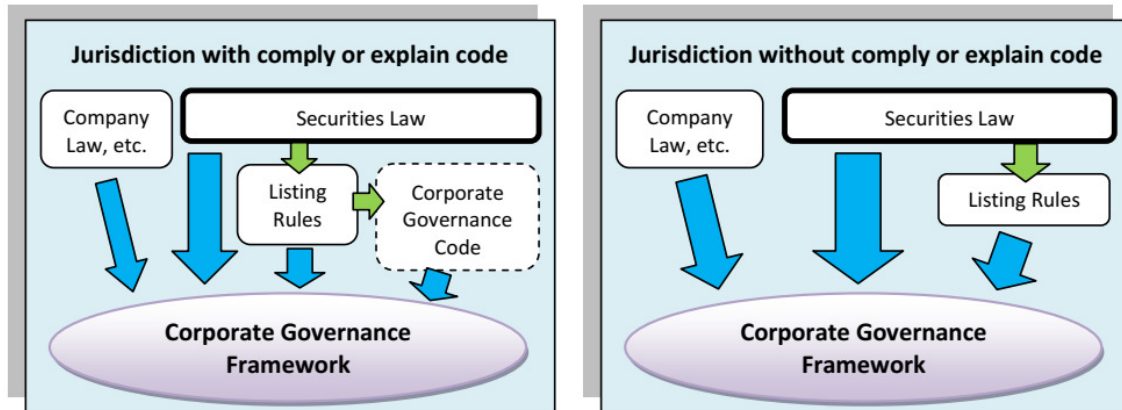 Jurisdiction with comply or explain code
Company
Law, etc.
Securities Law
Listing
Rules
Corporate
Governance
Code
Corporate Governance
Framework
Jurisdiction without comply or explain code
Company
Law, etc.
Securities Law
Listing Rules
Corporate Governance
Framework